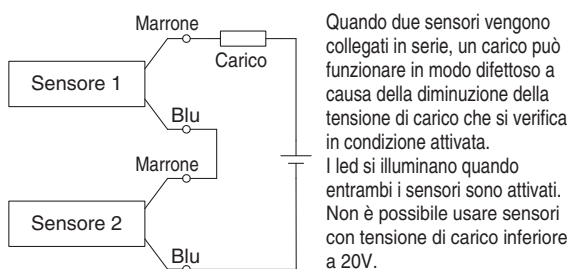 Marrone
Carico
Sensore 1
Blu
Marrone
Sensore 2
Blu
Quando due sensori vengono
collegati in serie, un carico può
funzionare in modo difettoso a
causa della diminuzione della
tensione di carico che si verifica
in condizione attivata.
I led si illuminano quando
entrambi i sensori sono attivati.
Non è possibile usare sensori
con tensione di carico inferiore
a 20V.